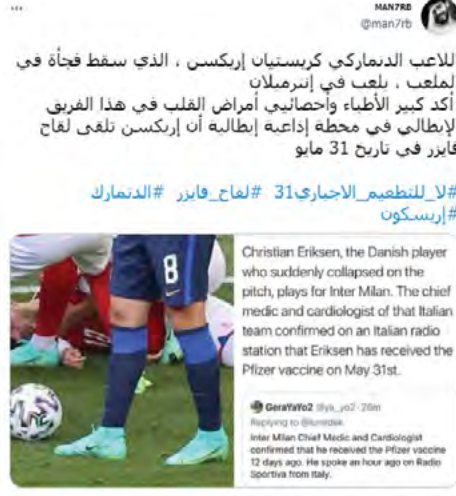 MAN7RB
@man7rb
للاعب الدنماركي كريستيان إريكسن ، الذي سقط فجأة في
لملعب ، يلعب في إنترميلان
أكد كبير الأطباء وأحصائيي أمراض القلب في هذا الفريق
لإيطالي في محطة إذاعية إيطالية أن إريكسن تلقى لقاح
فايزر في تاريخ 31 مايو
#لا_للتطعيم_الاجباري31 #لقاح_فايزر #الدنمارك
#إريسكون
8
Christian Eriksen, the Danish player
who suddenly collapsed on the
pitch, plays for Inter Milan. The chief
medic and cardiologist of that Italian
team confirmed on an Italian radio
station that Eriksen has received the
Pfizer vaccine on May 31st.
GeraYaYo2
Replying to
Inter Milan Chief Medic and Cardiologist
confirmed that he received the Pfizer vaccine
12 days ago. He spoke an hour ago on Radio
Sportiva from Italy.